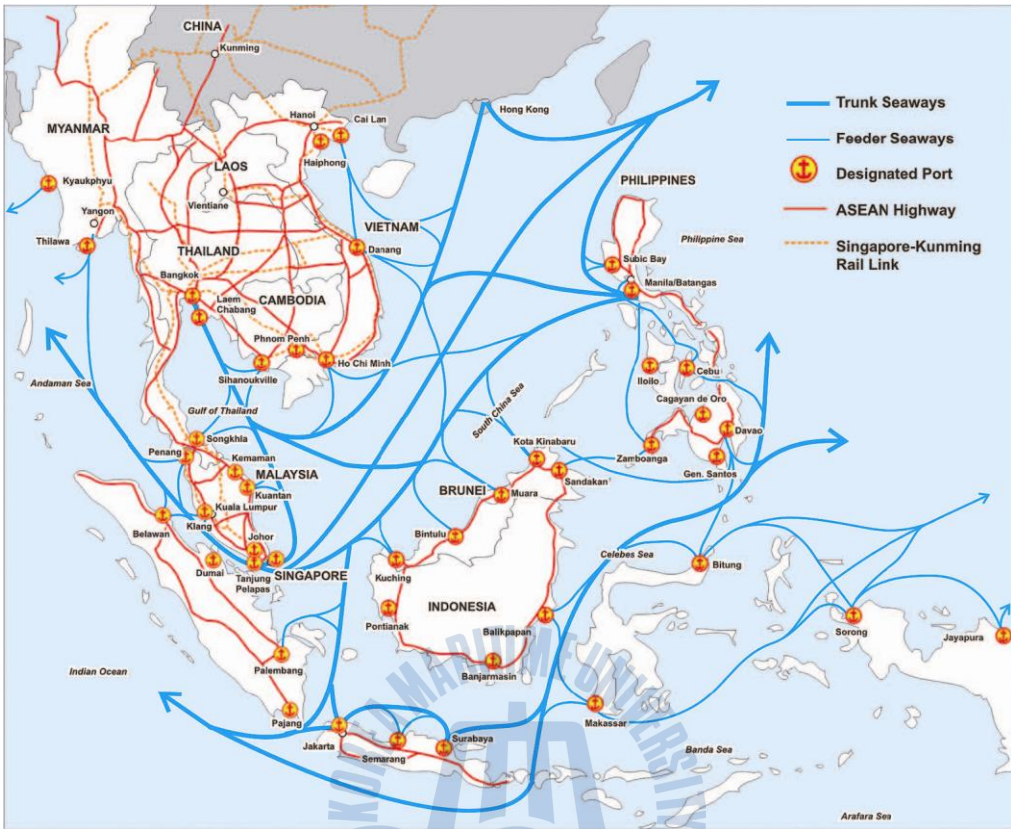 CHINA
Kunming
Hong Kong
Trunk Seaways
Feeder Seaways
Designated Port
ASEAN Highway
Singapore-Kunming
Rail Link
MYANMAR
Hanoi
Cai Lan
Haiphong
LAOS
Kyaukphyu
Vientiane
Yangon
Thilawa
VIETNAM
Danang
THAILAND
Bangkok
Laem
Chabang
CAMBODIA
Phnom Penh
Ho Chi Minh
Sihanoukville
PHILIPPINES
Philippine Sea
Subic Bay
Manila/Batangas
Iloilo
Cebu
Cagayan de Oro
Davao
Zamboanga
Gen. Santos
Andaman Sea
Gulf of Thailand
South China Sea
Songkhla
Penang
Kemaman
MALAYSIA
Kuantan
Kuala Lumpur
Klang
Belawan
Johor
Dumai
Tanjung
Pelapas
SINGAPORE
Kota Kinabaru
Sandakan
BRUNEI
Muara
Bintulu
Kuching
INDONESIA
Pontianak
Balikpapan
Banjarmasin
Celebes Sea
Bitung
Sorong
Jayapura
Indian Ocean
Palembang
Pajang
Jakarta
Semarang
Surabaya
Makassar
Banda Sea
Arafara Sea
KOREA MARITIME UNIVERSITY